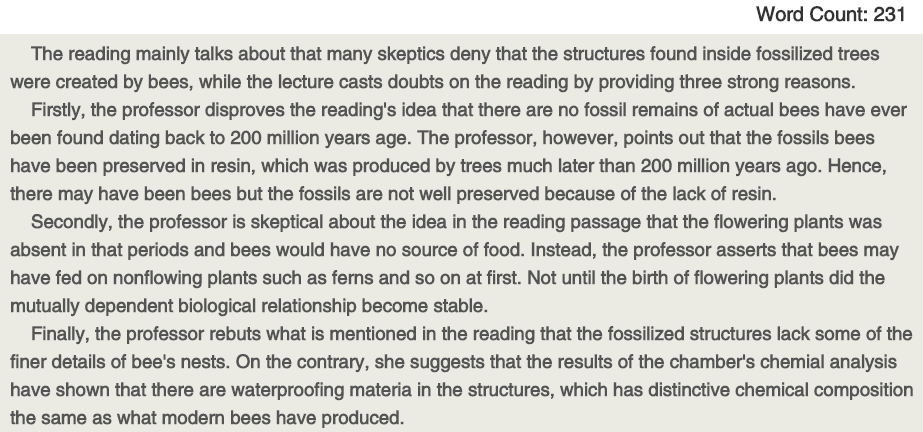 Word Count: 231
The reading mainly talks about that many skeptics deny that the structures found inside fossilized trees
were created by bees, while the lecture casts doubts on the reading by providing three strong reasons.
Firstly, the professor disproves the reading's idea that there are no fossil remains of actual bees have ever
been found dating back to 200 million years age. The professor, however, points out that the fossils bees
have been preserved in resin, which was produced by trees much later than 200 million years ago. Hence,
there may have been bees but the fossils are not well preserved because of the lack of resin.
Secondly, the professor is skeptical about the idea in the reading passage that the flowering plants was
absent in that periods and bees would have no source of food. Instead, the professor asserts that bees may
have fed on nonflowing plants such as ferns and so on at first. Not until the birth of flowering plants did the
mutually dependent biological relationship become stable.
Finally, the professor rebuts what is mentioned in the reading that the fossilized structures lack some of the
finer details of bee's nests. On the contrary, she suggests that the results of the chamber's chemial analysis
have shown that there are waterproofing materia in the structures, which has distinctive chemical composition
the same as what modern bees have produced.